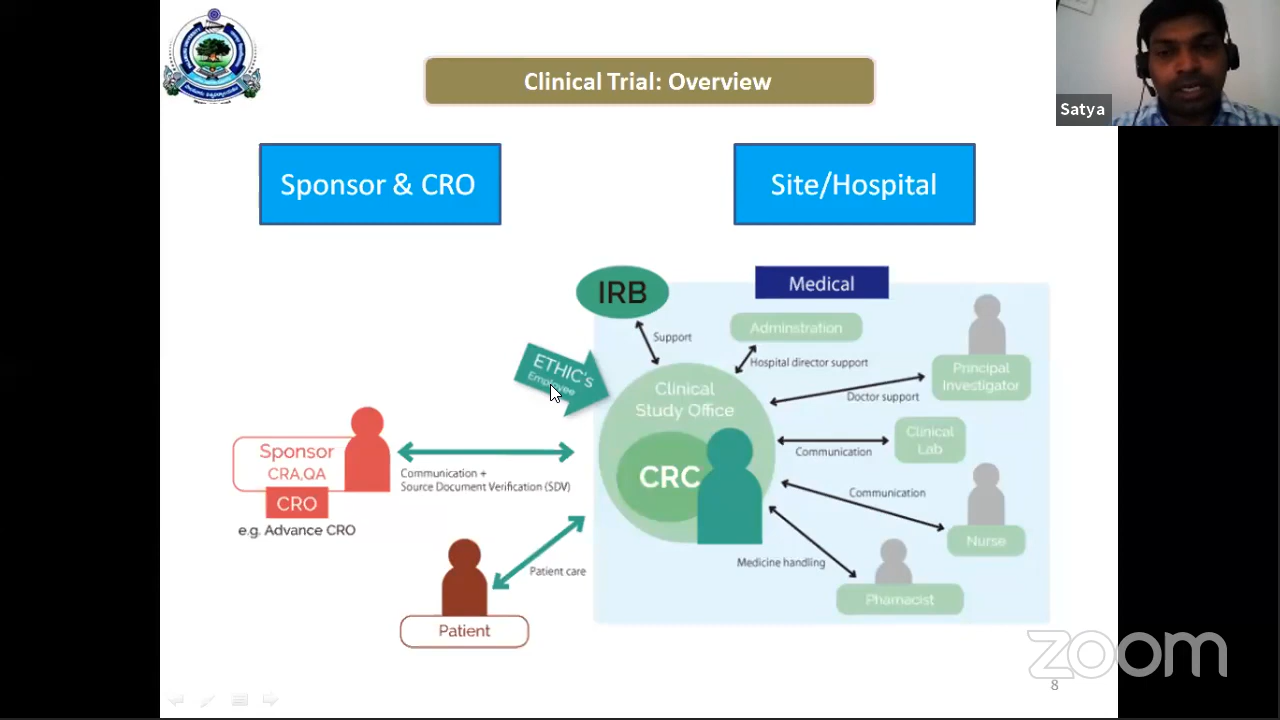 Clinical Trial: Overview
Satya
Sponsor & CRO
Site/Hospital
IRB
Medical
Support
Adminstration
Hospital director support
ETHIC's
Employee
Clinical
Study Office
Principal
Investigator
Doctor support
Sponsor
CRA,QA
CRO
e.g. Advance CRO
Communication +
Source Document Verification (SDV)
CRC
Communication
Clinical
Lab
Communication
Nurse
Patient care
Medicine handling
Phamacist
Patient
zoom
8